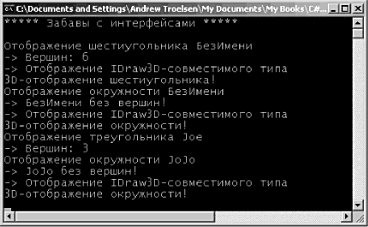 C:\Documents and Settings\Andrew Troelsen\My Documents\My Books\C#...
***** Забавы с интерфейсами *****
Отображение шестиугольника БезИмени
-> Вершин: 6
-> Отображение IDraw3D-совместимого типа
3D-отображение шестиугольника!
Отображение окружности БезИмени
-> БезИмени без вершин!
-> Отображение IDraw3D-совместимого типа
3D-отображение окружности!
Отображение треугольника Joe
-> Вершин: 3
Отображение окружности JoJo
-> JoJo без вершин!
-> Отображение IDraw3D-совместимого типа
3D-отображение окружности!